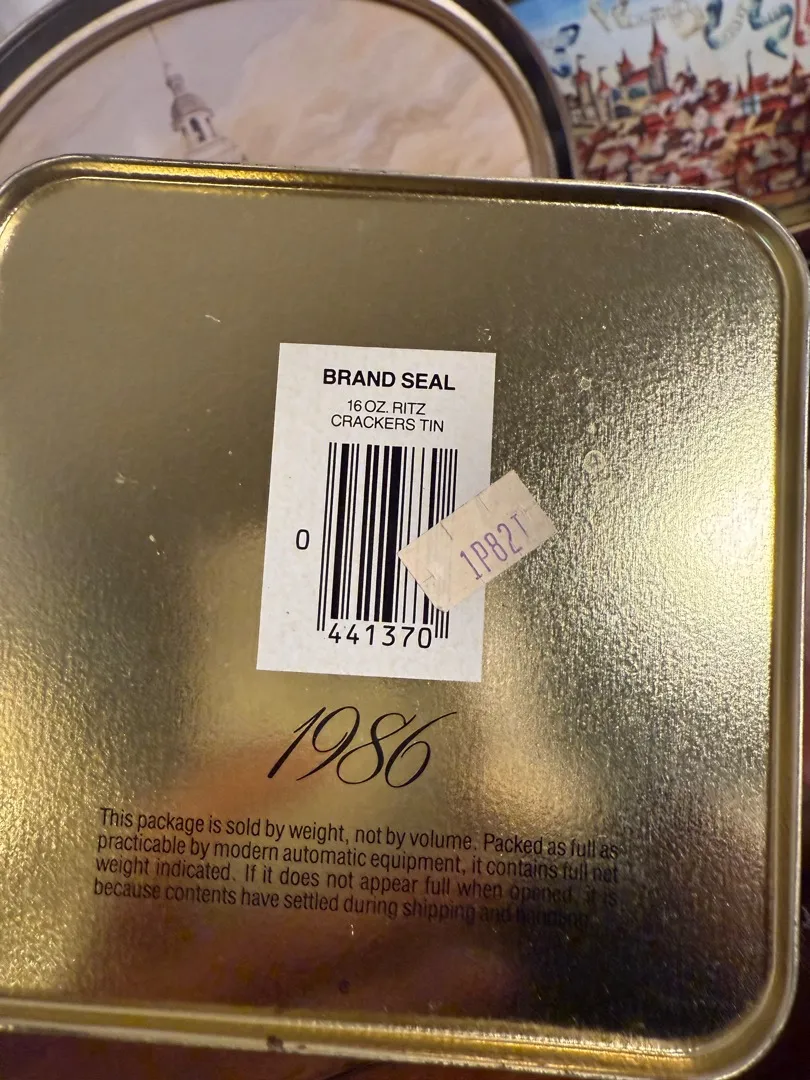 BRAND SEAL
16 OZ. RITZ
CRACKERS TIN
0
1P82T
441370
1986
This package is sold by weight, not by volume. Packed as full as
practicable by modern automatic equipment, it contains full net
weight indicated. If it does not appear full when opened, it is
because contents have settled during shipping and handling.